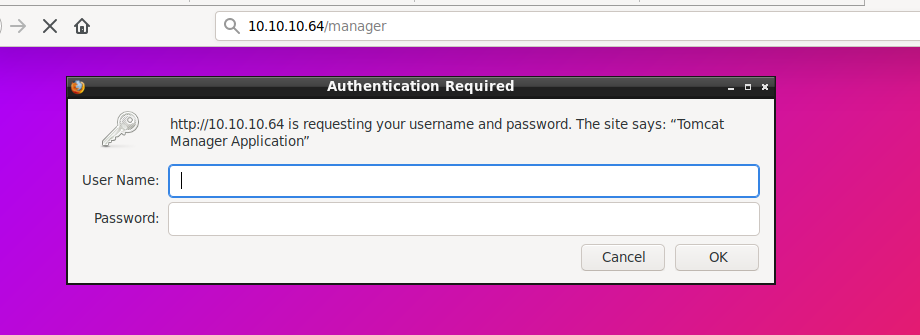 10.10.10.64/manager
Authentication Required
http://10.10.10.64 is requesting your username and password. The site says: “Tomcat
Manager Application”
User Name:
Password:
Cancel OK